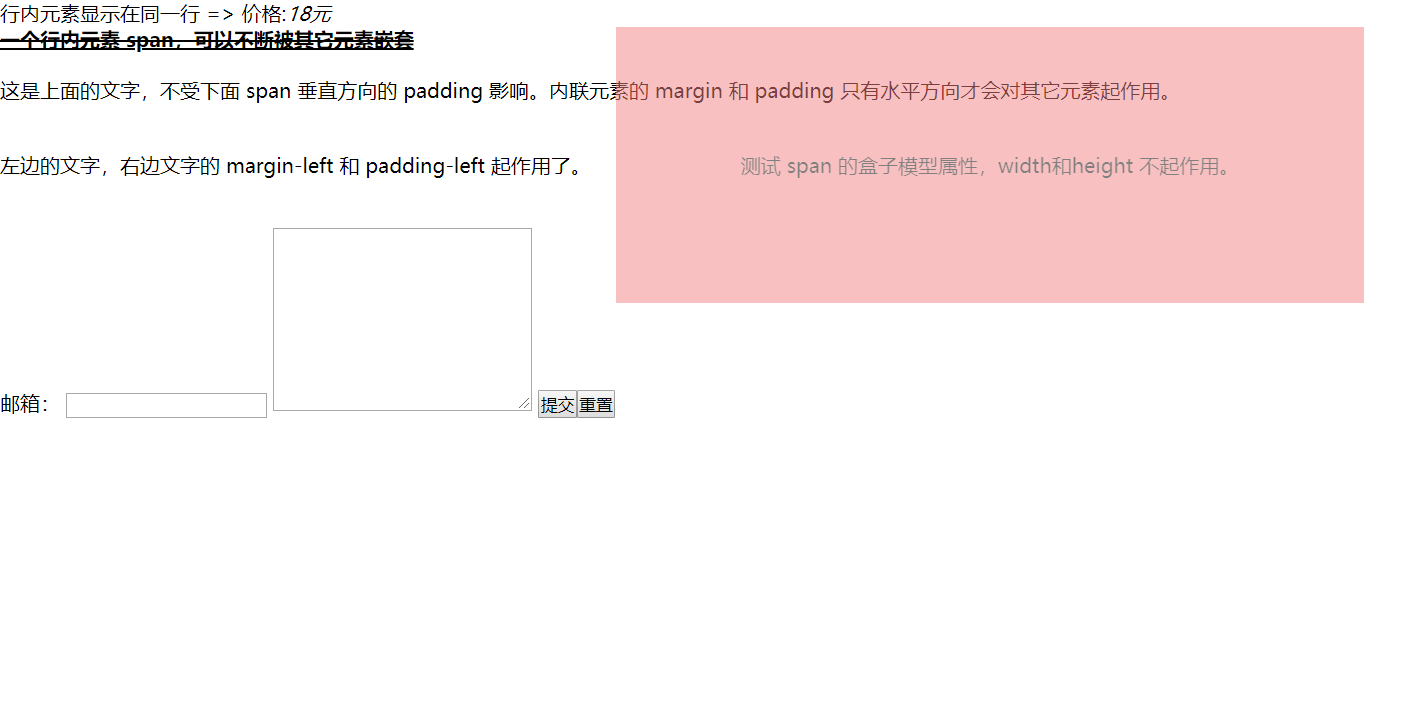 行内元素显示在同一行 => 价格:18元
一个行内元素 span，可以不断被其它元素嵌套
这是上面的文字，不受下面 span 垂直方向的 padding 影响。内联元素的 margin 和 padding 只有水平方向才会对其它元素起作用。
左边的文字，右边文字的 margin-left 和 padding-left 起作用了。 测试 span 的盒子模型属性，width和height 不起作用。
邮箱： 提交 重置